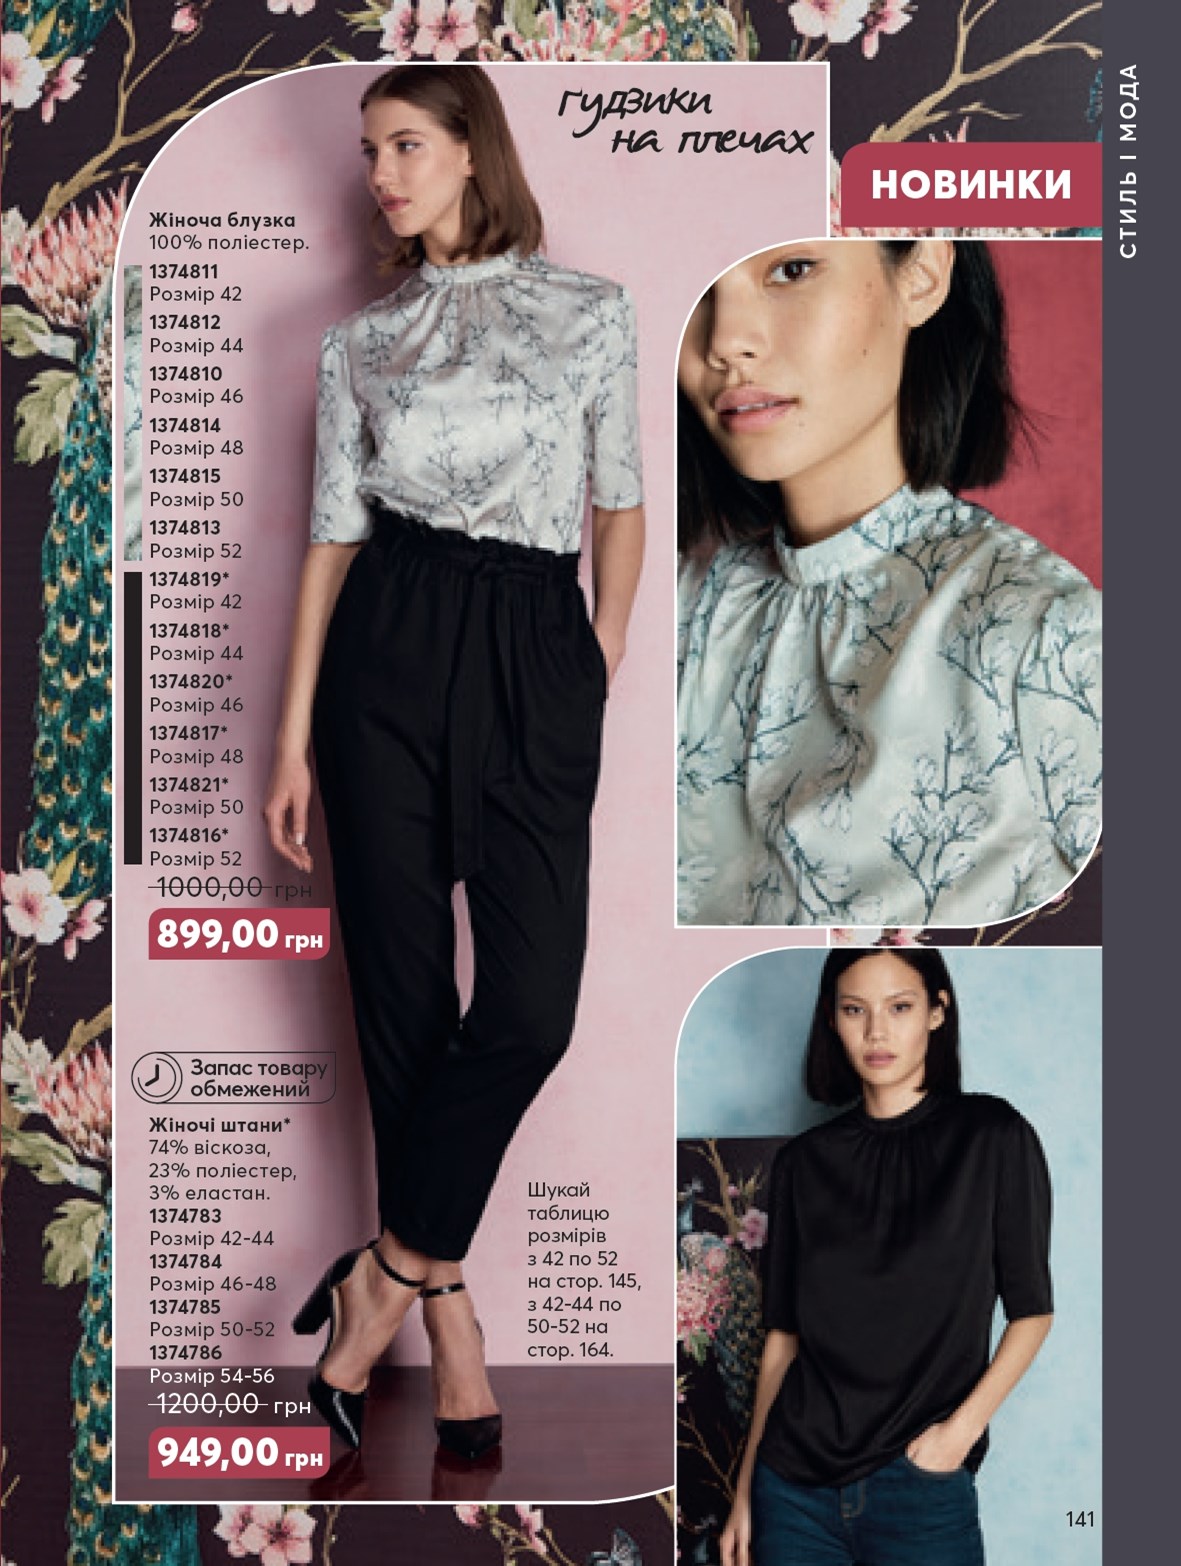 гудзики
на плечах
НОВИНКИ
СТИЛЬ І МОДА
Жіноча блузка
100% поліестер.
1374811
Розмір 42
1374812
Розмір 44
1374810
Розмір 46
1374814
Розмір 48
1374815
Розмір 50
1374813
Розмір 52
1374819*
Розмір 42
1374818*
Розмір 44
1374820*
Розмір 46
1374817*
Розмір 48
1374821*
Розмір 50
1374816*
Розмір 52
1000,00 грн
899,00 грн
Запас товару
обмежений
Жіночі штани*
74% віскоза,
23% поліестер,
3% еластан.
1374783
Розмір 42-44
1374784
Розмір 46-48
1374785
Розмір 50-52
1374786
Розмір 54-56
1200,00 грн
949,00 грн
Шукай
таблицю
розмірів
з 42 по 52
на стор. 145,
з 42-44 по
50-52 на
стор. 164.
141